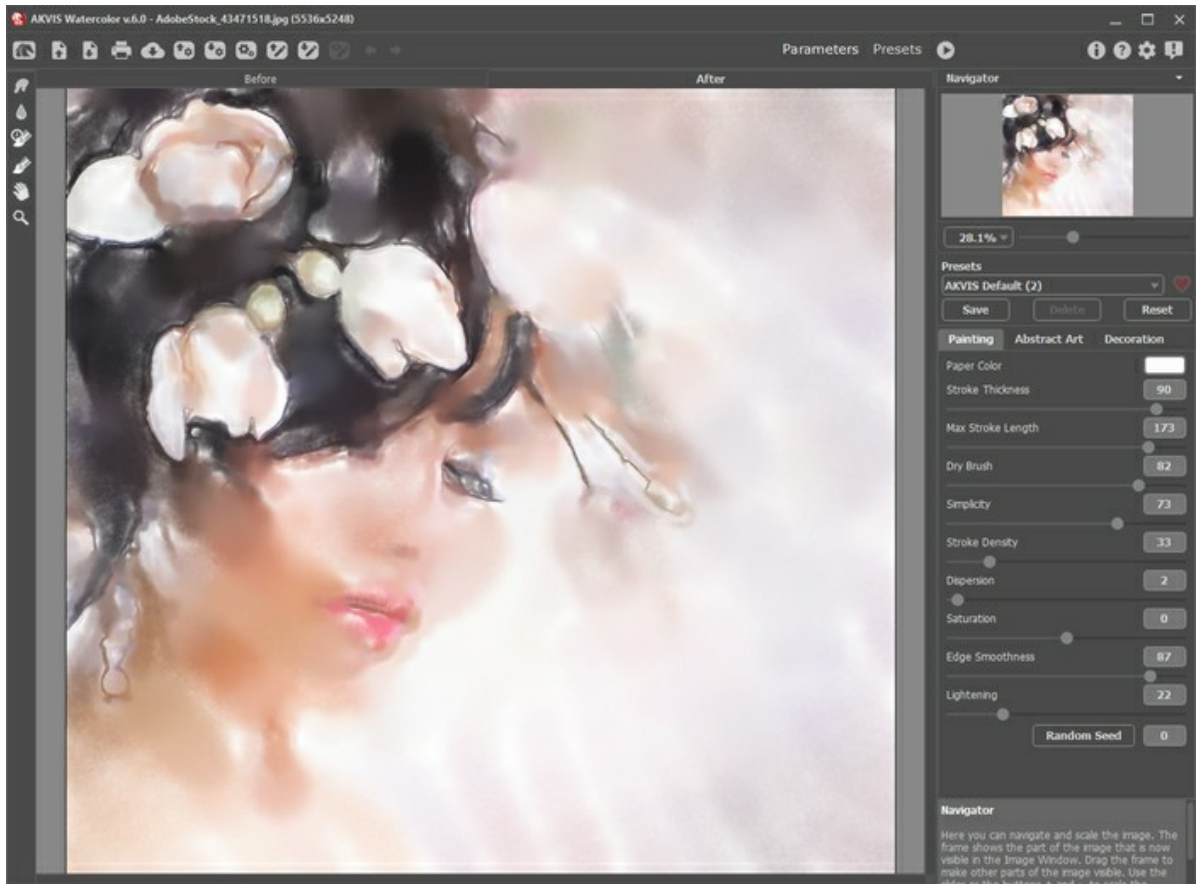 AKVIS Watercolor v.6.0 - AdobeStock_43471518.jpg (5536x5248)
Parameters Presets
Before After
Navigator
28.1%
Presets
AKVIS Default (2)
Save Delete Reset
Painting Abstract Art Decoration
Paper Color
Stroke Thickness 90
Max Stroke Length 173
Dry Brush 82
Simplicity 73
Stroke Density 33
Dispersion 2
Saturation 0
Edge Smoothness 87
Lightening 22
Random Seed 0
Navigator
Here you can navigate and scale the image. The
frame shows the part of the image that is now
visible in the Image Window. Drag the frame to
make other parts of the image visible. Use the